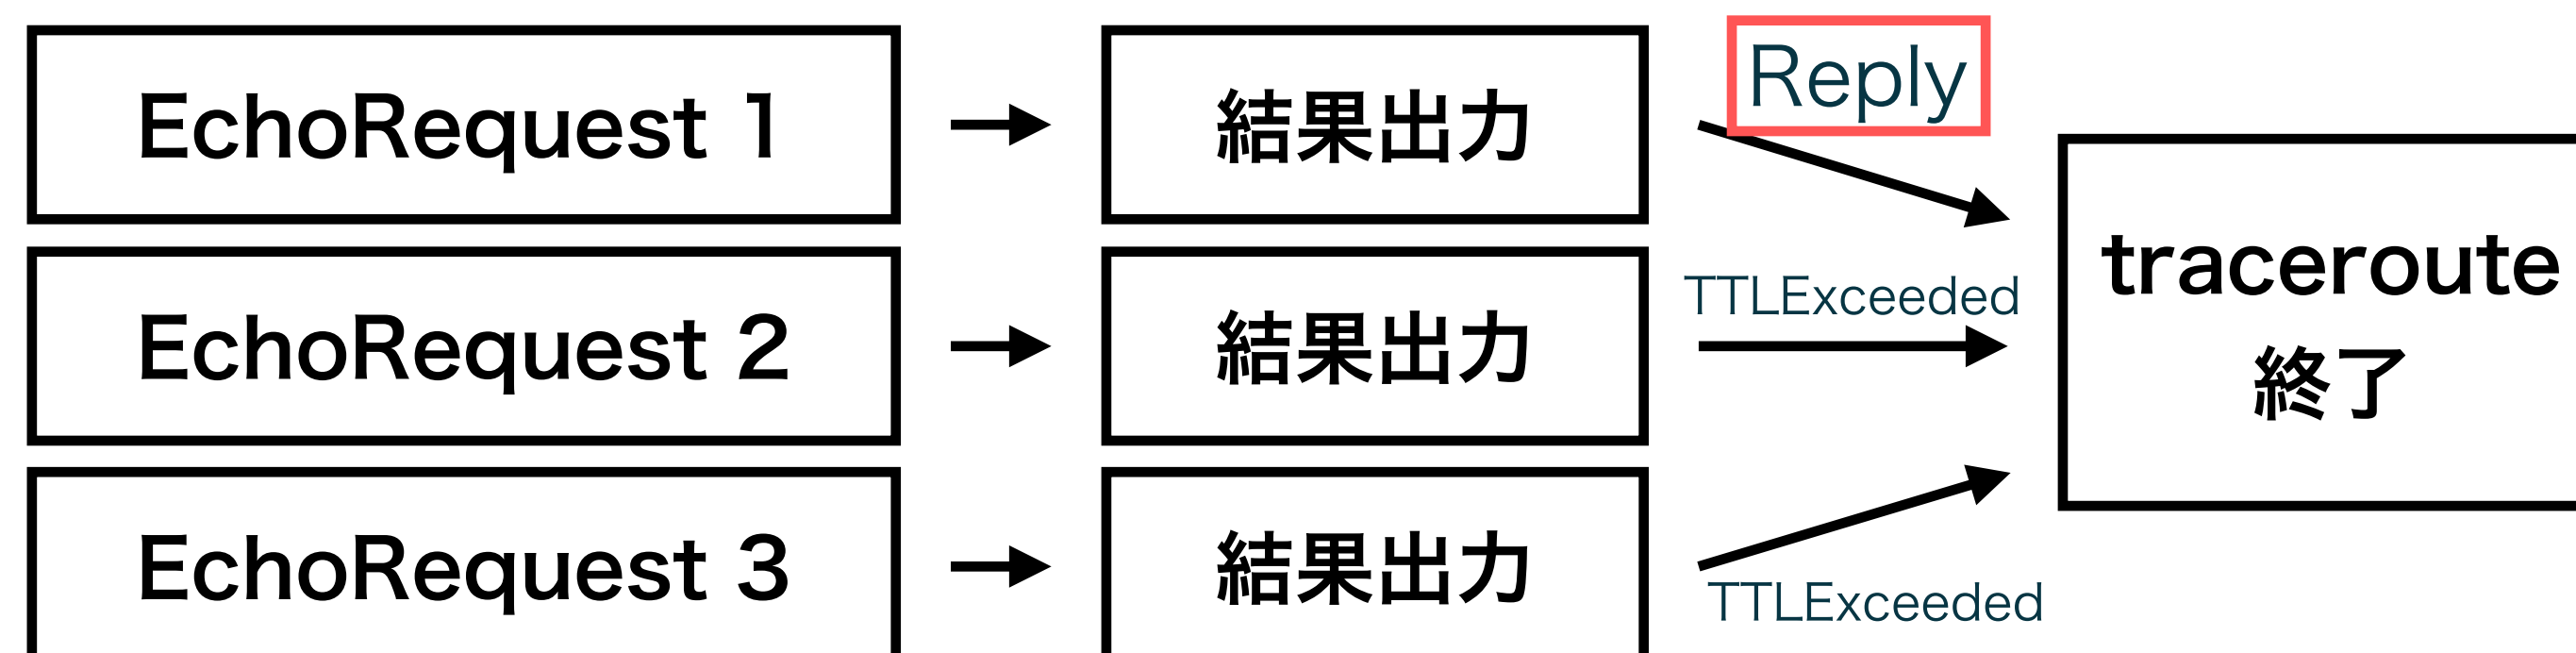 EchoRequest 1
結果出力
Reply
EchoRequest 2
結果出力
TTLExceeded
traceroute
終了
EchoRequest 3
結果出力
TTLExceeded